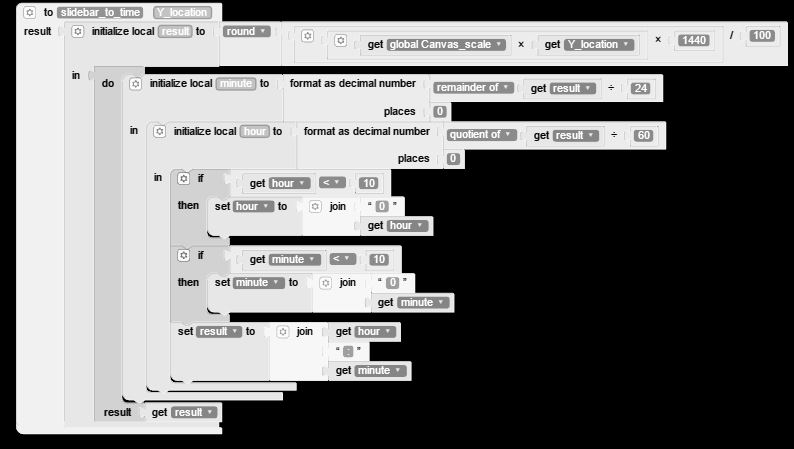 to slidebar_to_time Y_location
result initialize local result to round get global Canvas_scale × get Y_location × 1440 / 100
in do initialize local minute to format as decimal number remainder of get result ÷ 24
places 0
in initialize local hour to format as decimal number quotient of get result ÷ 60
places 0
in if get hour < 10
then set hour to join “ 0 ”
get hour
if get minute < 10
then set minute to join “ 0 ”
get minute
set result to join get hour
“ : ”
get minute
result get result